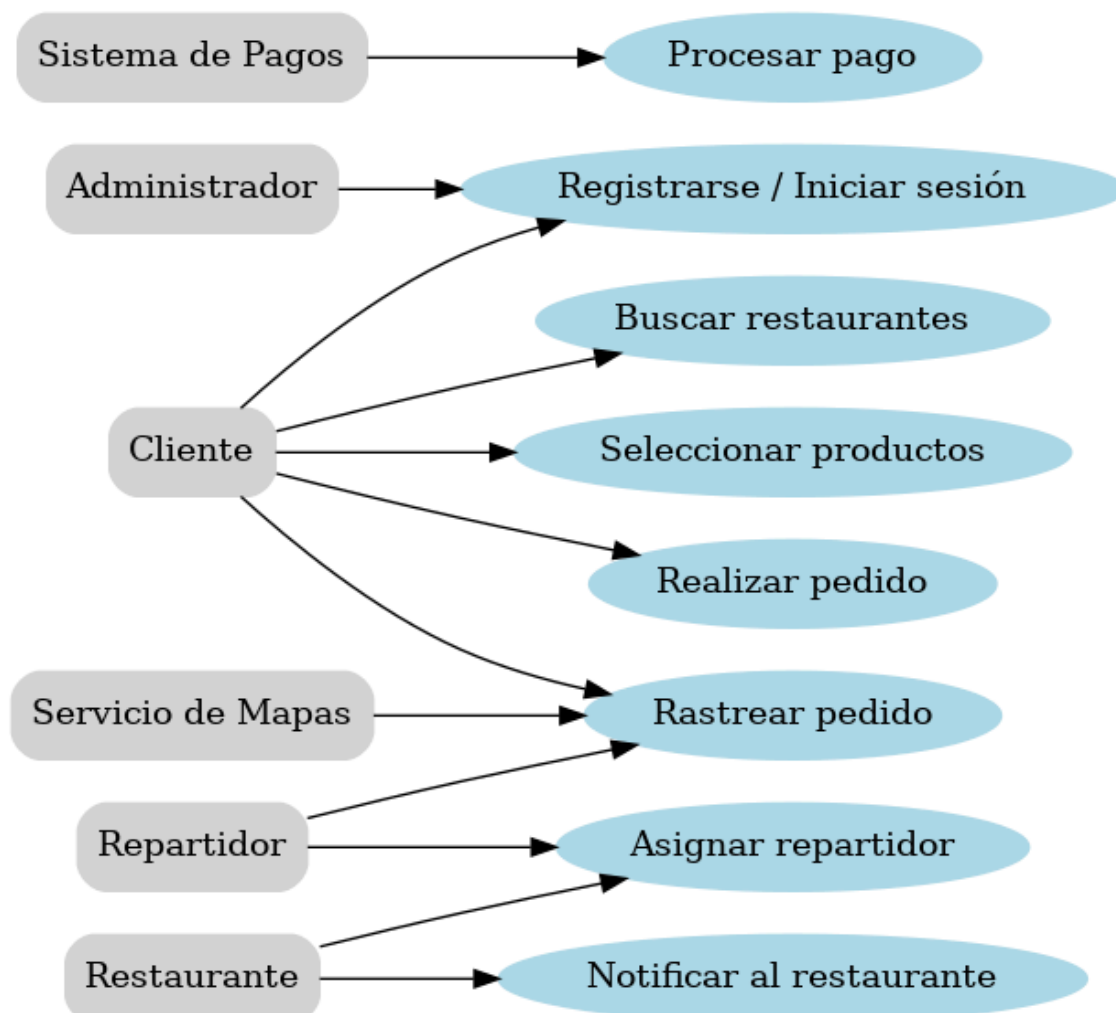 Sistema de Pagos
Procesar pago
Administrador
Registrarse / Iniciar sesión
Buscar restaurantes
Cliente
Seleccionar productos
Realizar pedido
Servicio de Mapas
Rastrear pedido
Repartidor
Asignar repartidor
Restaurante
Notificar al restaurante